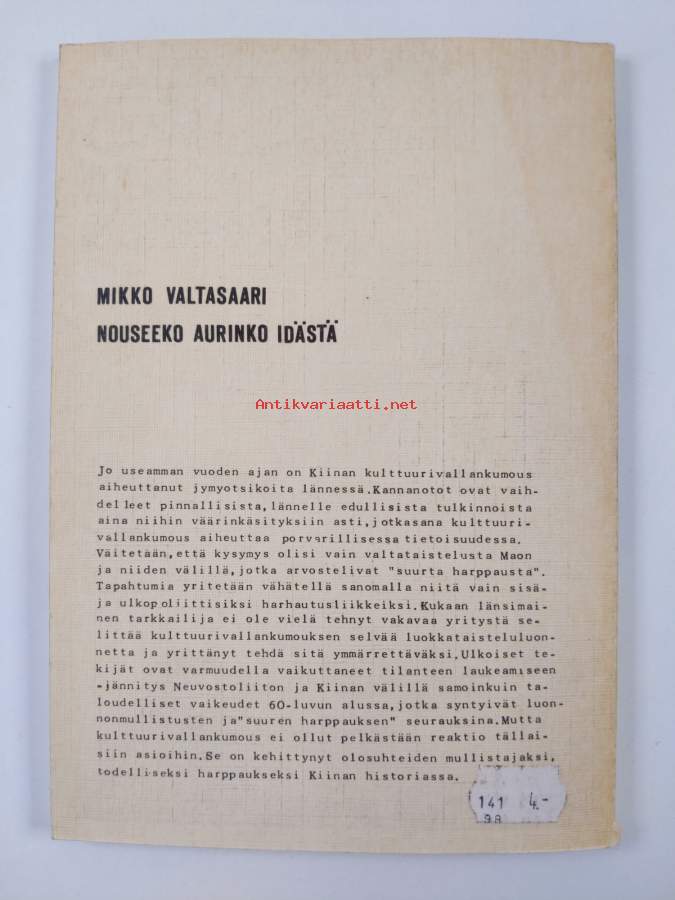 MIKKO VALTASAARI
NOUSEEKO AURINKO IDÄSTÄ
Antikvariaatti.net
Jo useamman vuoden ajan on Kiinan kulttuurivallankumous
aiheuttanut jymyotsikoita lännessä.Kannanotot ovat vaih-
delleet pinnallisista, lännelle edullisista tulkinnoista
aina niihin väärinkäsityksiin asti,jotkasana kulttuuri-
vallankumous aiheuttaa porvarillisessa tietoisuudessa.
Väitetään,että kysymys olisi vain valtataistelusta Maon
ja niiden välillä,jotka arvostelivat "suurta harppausta".
Tapahtumia yritetään vähätellä sanomalla niitä vain sisä-
ja ulkopoliittisiksi harhautusliikkeiksi.Kukaan länsimai-
nen tarkkailija ei ole vielä tehnyt vakavaa yritystä se-
littää kulttuurivallankumouksen selvää luokkataisteluluon-
netta ja yrittänyt tehdä sitä ymmärrettäväksi.Ulkoiset te-
kijät ovat varmuudella vaikuttaneet tilanteen laukeamiseen
-jännitys Neuvostoliiton ja Kiinan välillä samoinkuin ta-
loudelliset vaikeudet 60-luvun alussa,jotka syntyivät luon-
nonmullistusten ja"suuren harppauksen" seurauksina.Mutta
kulttuurivallankumous ei ollut pelkästään reaktio tällai-
siin asioihin.Se on kehittynyt olosuhteiden mullistajaksi,
todelliseksi harppaukseksi Kiinan historiassa.
141 4.-
98